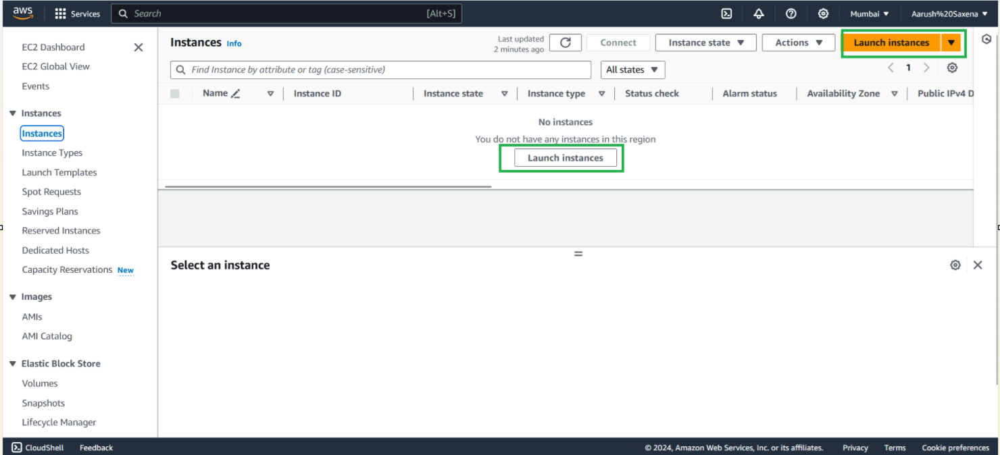 aws Services Search [Alt+S] Mumbai Aarush%20Saxena
EC2 Dashboard
EC2 Global View
Events
Instances
Instances
Instance Types
Launch Templates
Spot Requests
Savings Plans
Reserved Instances
Dedicated Hosts
Capacity Reservations New
Images
AMIs
AMI Catalog
Elastic Block Store
Volumes
Snapshots
Lifecycle Manager
Instances Info
Last updated
2 minutes ago
Connect Instance state Actions Launch instances
Find Instance by attribute or tag (case-sensitive) All states 1
Name Instance ID Instance state Instance type Status check Alarm status Availability Zone Public IPv4 D
No instances
You do not have any instances in this region
Launch instances
Select an instance
CloudShell Feedback © 2024, Amazon Web Services, Inc. or its affiliates. Privacy Terms Cookie preferences